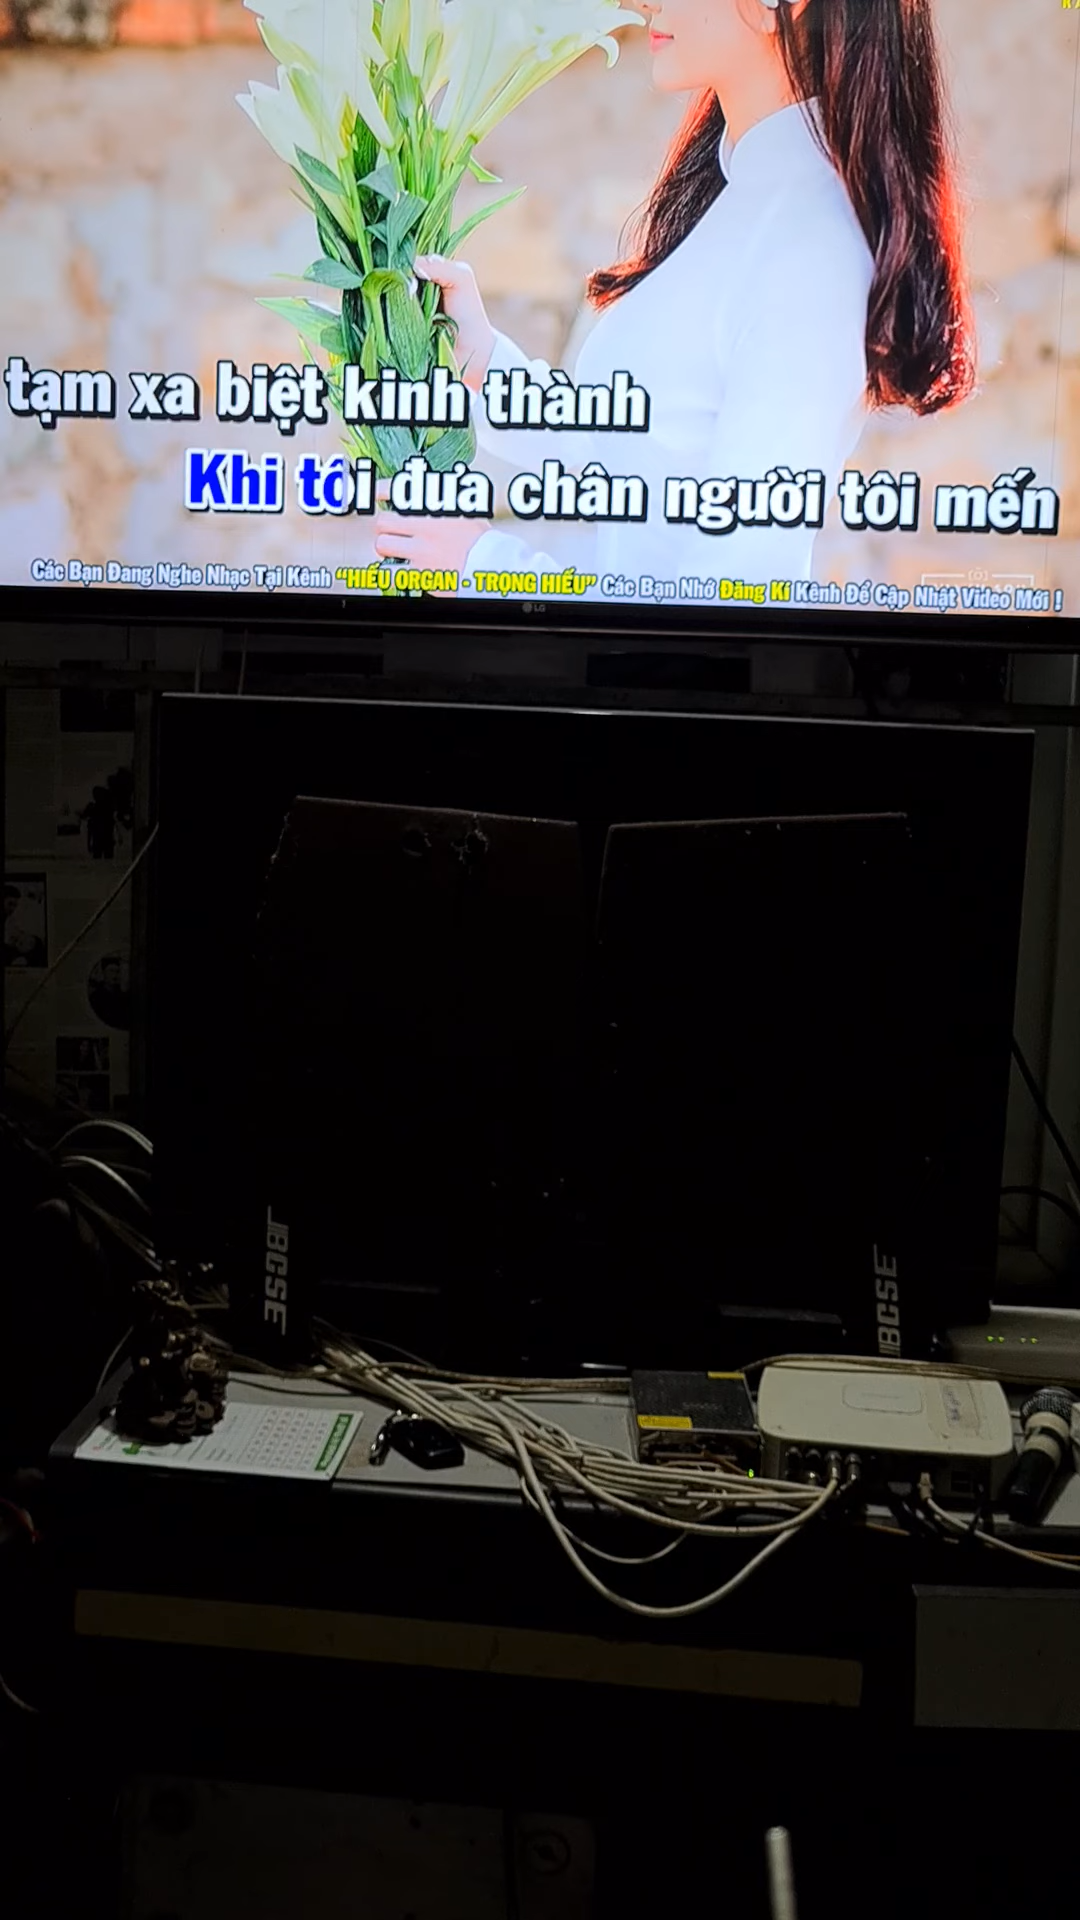 tạm xa biệt kinh thành
Khi tôi đưa chân người tôi mến
Các Bạn Đang Nghe Nhạc Tại Kênh “HIẾU ORGAN - TRỌNG HIẾU” Các Bạn Nhớ Đăng Kí Kênh Để Cập Nhật Video Mới !
LG
BOSE
BOSE